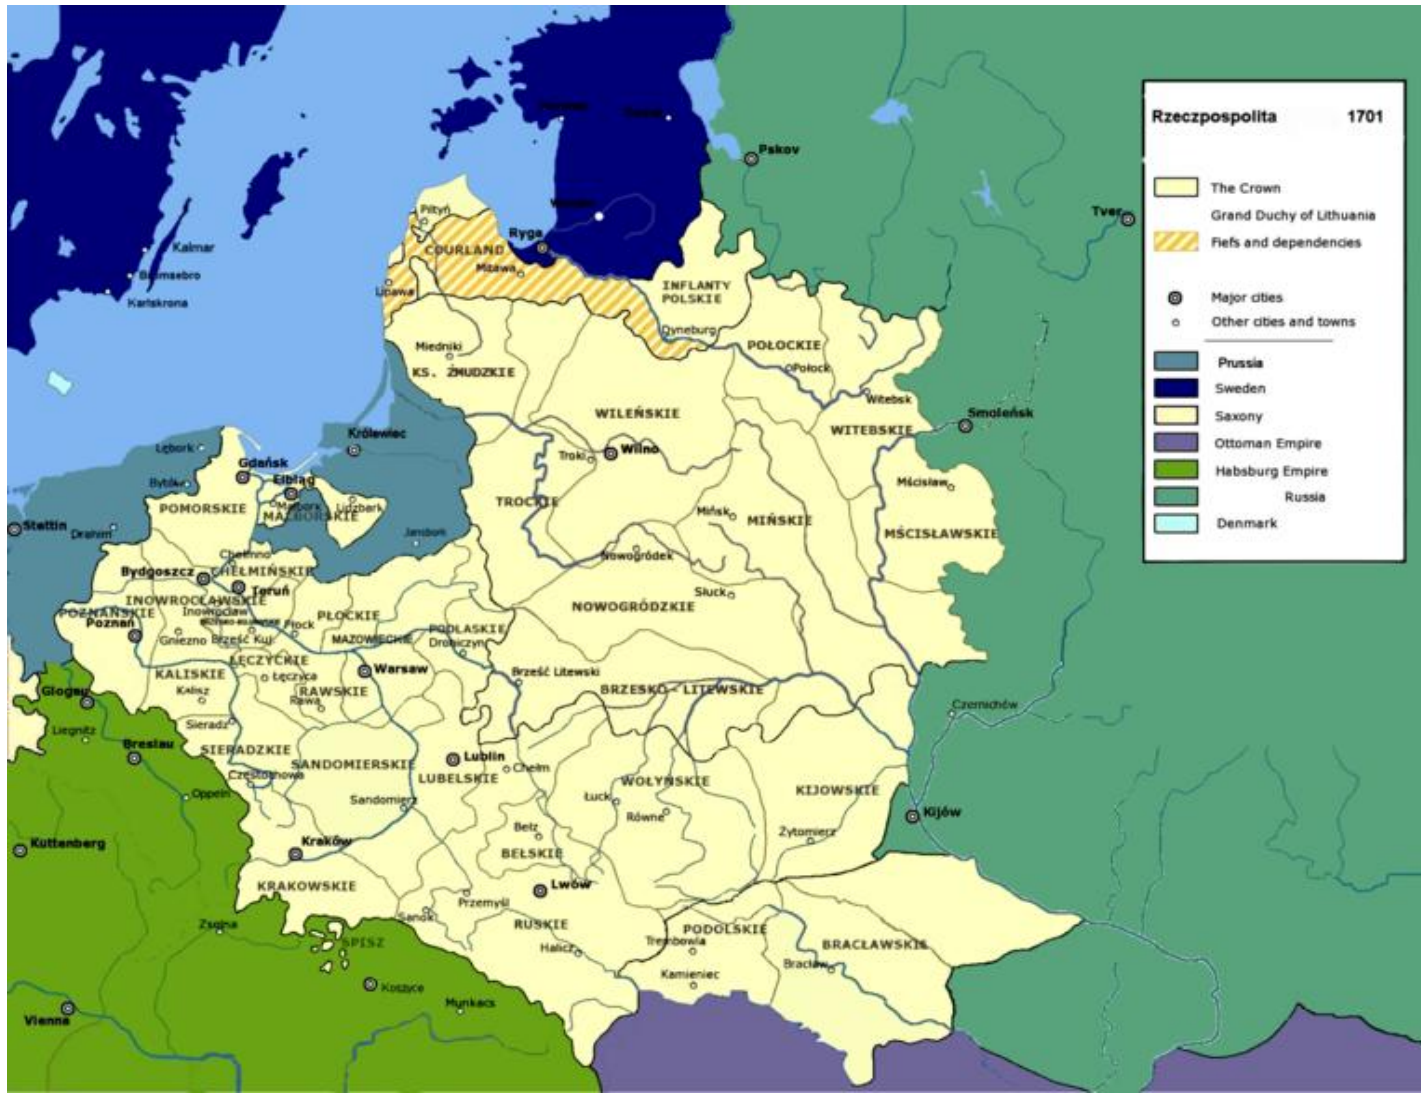 Rzeczpospolita 1701
The Crown
Grand Duchy of Lithuania
Fiefs and dependencies
Major cities
Other cities and towns
Prussia
Sweden
Saxony
Ottoman Empire
Habsburg Empire
Russia
Denmark
Pskov
Tver
Piltyń
Ryga
COURLAND
Mitawa
Kalmar
Karlskrona
Lipawa
INFLANTY
POLSKIE
Dyneburg
Miedniki
KS. ŻMUDZKIE
POŁOCKIE
Połock
Witebsk
WITEBSKIE
Smoleńsk
WILEŃSKIE
Wilno
Troki
Lębork
Królewiec
Gdańsk
Elbląg
Malbork
Lidzbark
MALBORSKIE
POMORSKIE
Stettin
Drahim
TROCKIE
Mińsk
MIŃSKIE
Mścisław
MŚCISŁAWSKIE
Nowogródek
Słuck
NOWOGRÓDZKIE
Chełmno
CHEŁMIŃSKIE
Bydgoszcz
Toruń
INOWROCŁAWSKIE
Inowrocław
POZNAŃSKIE
Poznań
Gniezno
Brześć Kuj.
Płock
PŁOCKIE
MAZOWIECKIE
PODLASKIE
Drohiczyn
ŁĘCZYCKIE
Łęczyca
Warsaw
KALISKIE
Kalisz
RAWSKIE
Rawa
Brześć Litewski
BRZESKO - LITEWSKIE
Glogau
Liegnitz
Breslau
Sieradz
SIERADZKIE
Częstochowa
SANDOMIERSKIE
Sandomierz
Lublin
LUBELSKIE
Chełm
WOŁYŃSKIE
Łuck
Równe
KIJOWSKIE
Żytomierz
Kijów
Czernichów
Oppeln
Kuttenberg
Kraków
KRAKOWSKIE
Bełz
BEŁSKIE
Lwów
Przemyśl
Sanok
RUSKIE
Halicz
PODOLSKIE
Trembowla
Kamieniec
BRACŁAWSKIE
Bracław
SPISZ
Koszyce
Munkacs
Vienna